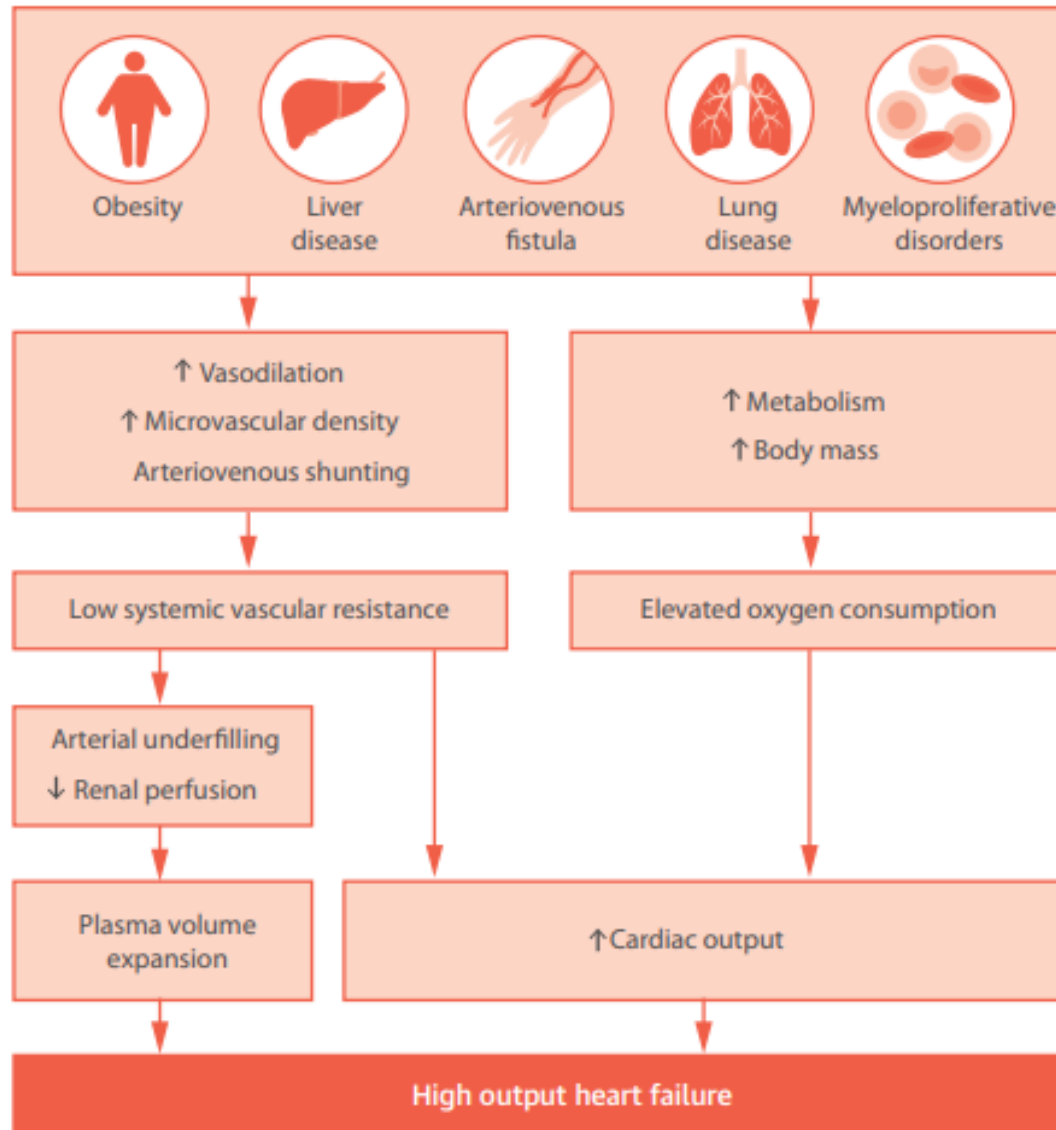 Obesity
Liver
disease
Arteriovenous
fistula
Lung
disease
Myeloproliferative
disorders
↑ Vasodilation
↑ Microvascular density
Arteriovenous shunting
↑ Metabolism
↑ Body mass
Low systemic vascular resistance
Elevated oxygen consumption
Arterial underfilling
↓ Renal perfusion
Plasma volume
expansion
↑ Cardiac output
High output heart failure